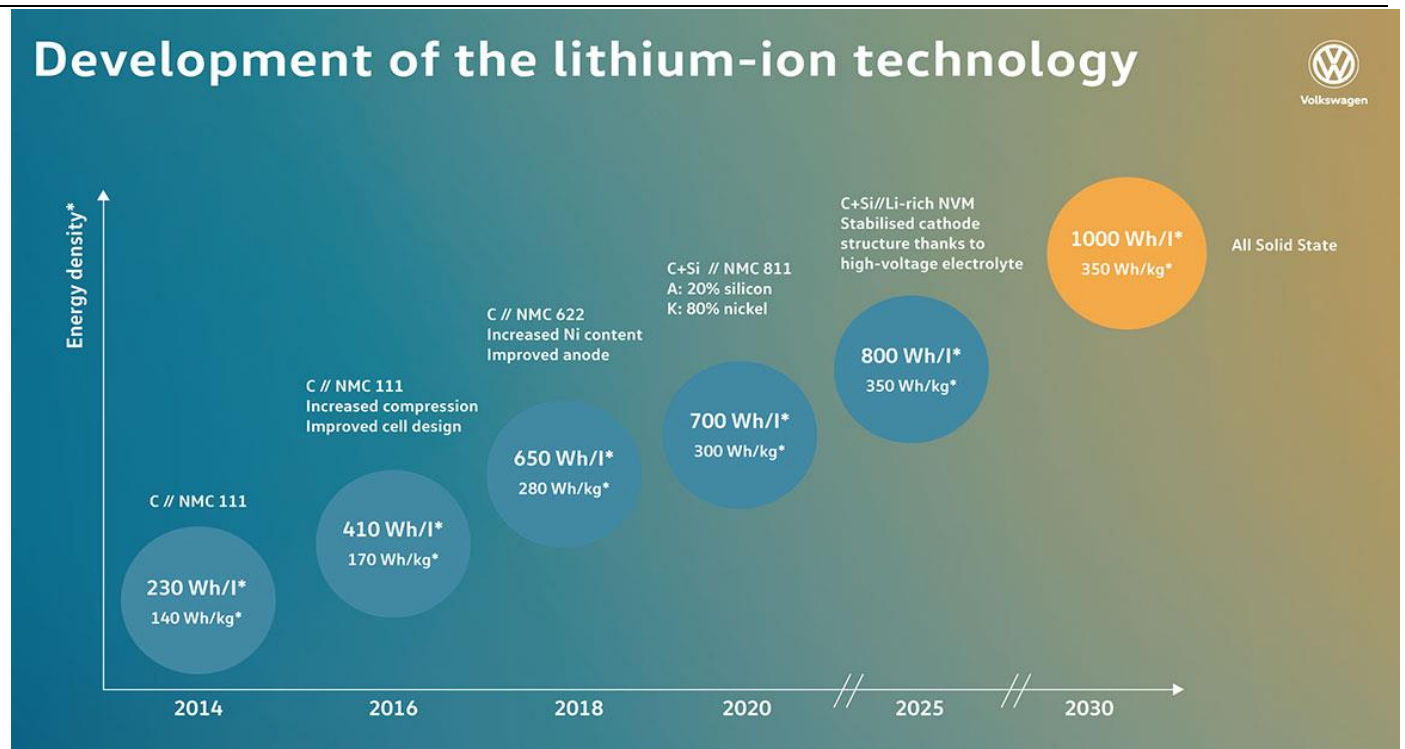 Development of the lithium-ion technology
Volkswagen
Energy density*
C // NMC 111
230 Wh/l*
140 Wh/kg*
C // NMC 111
Increased compression
Improved cell design
410 Wh/l*
170 Wh/kg*
C // NMC 622
Increased Ni content
Improved anode
650 Wh/l*
280 Wh/kg*
C+Si // NMC 811
A: 20% silicon
K: 80% nickel
700 Wh/l*
300 Wh/kg*
C+Si//Li-rich NVM
Stabilised cathode
structure thanks to
high-voltage electrolyte
800 Wh/l*
350 Wh/kg*
1000 Wh/l*
350 Wh/kg*
All Solid State
2014
2016
2018
2020
2025
2030